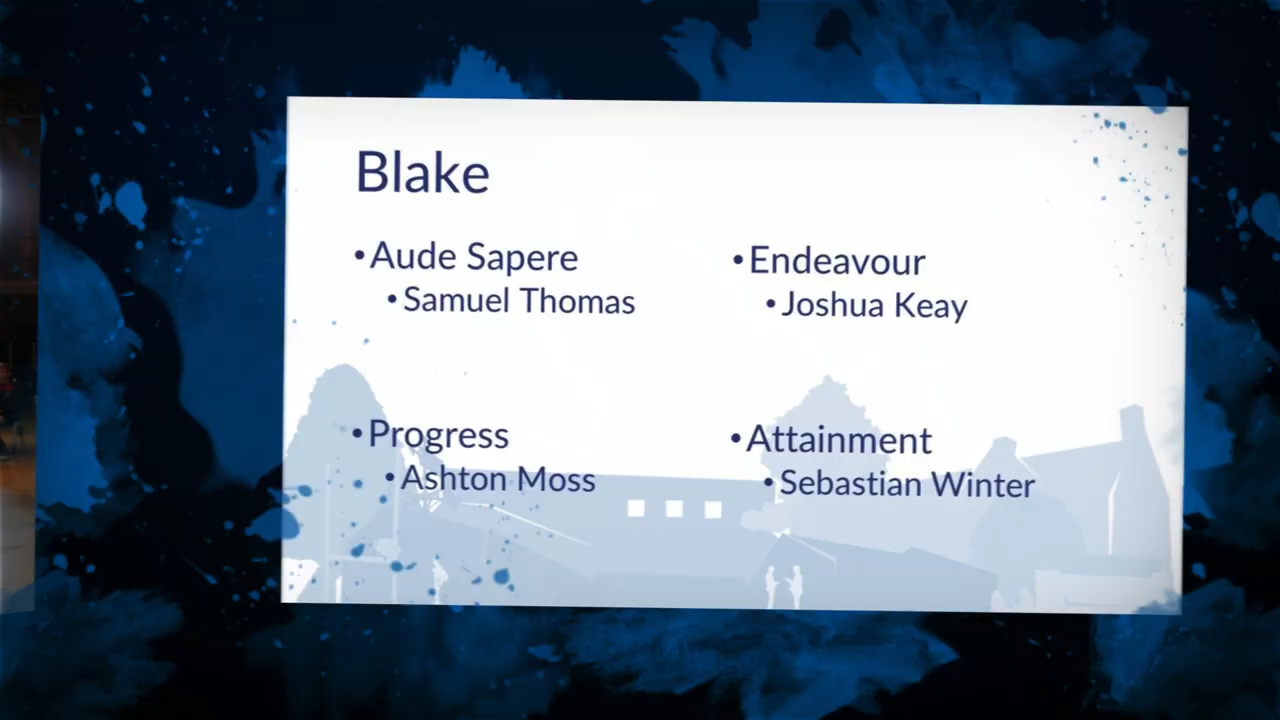 Blake
• Aude Sapere
• Samuel Thomas
• Endeavour
• Joshua Keay
• Progress
• Ashton Moss
• Attainment
• Sebastian Winter